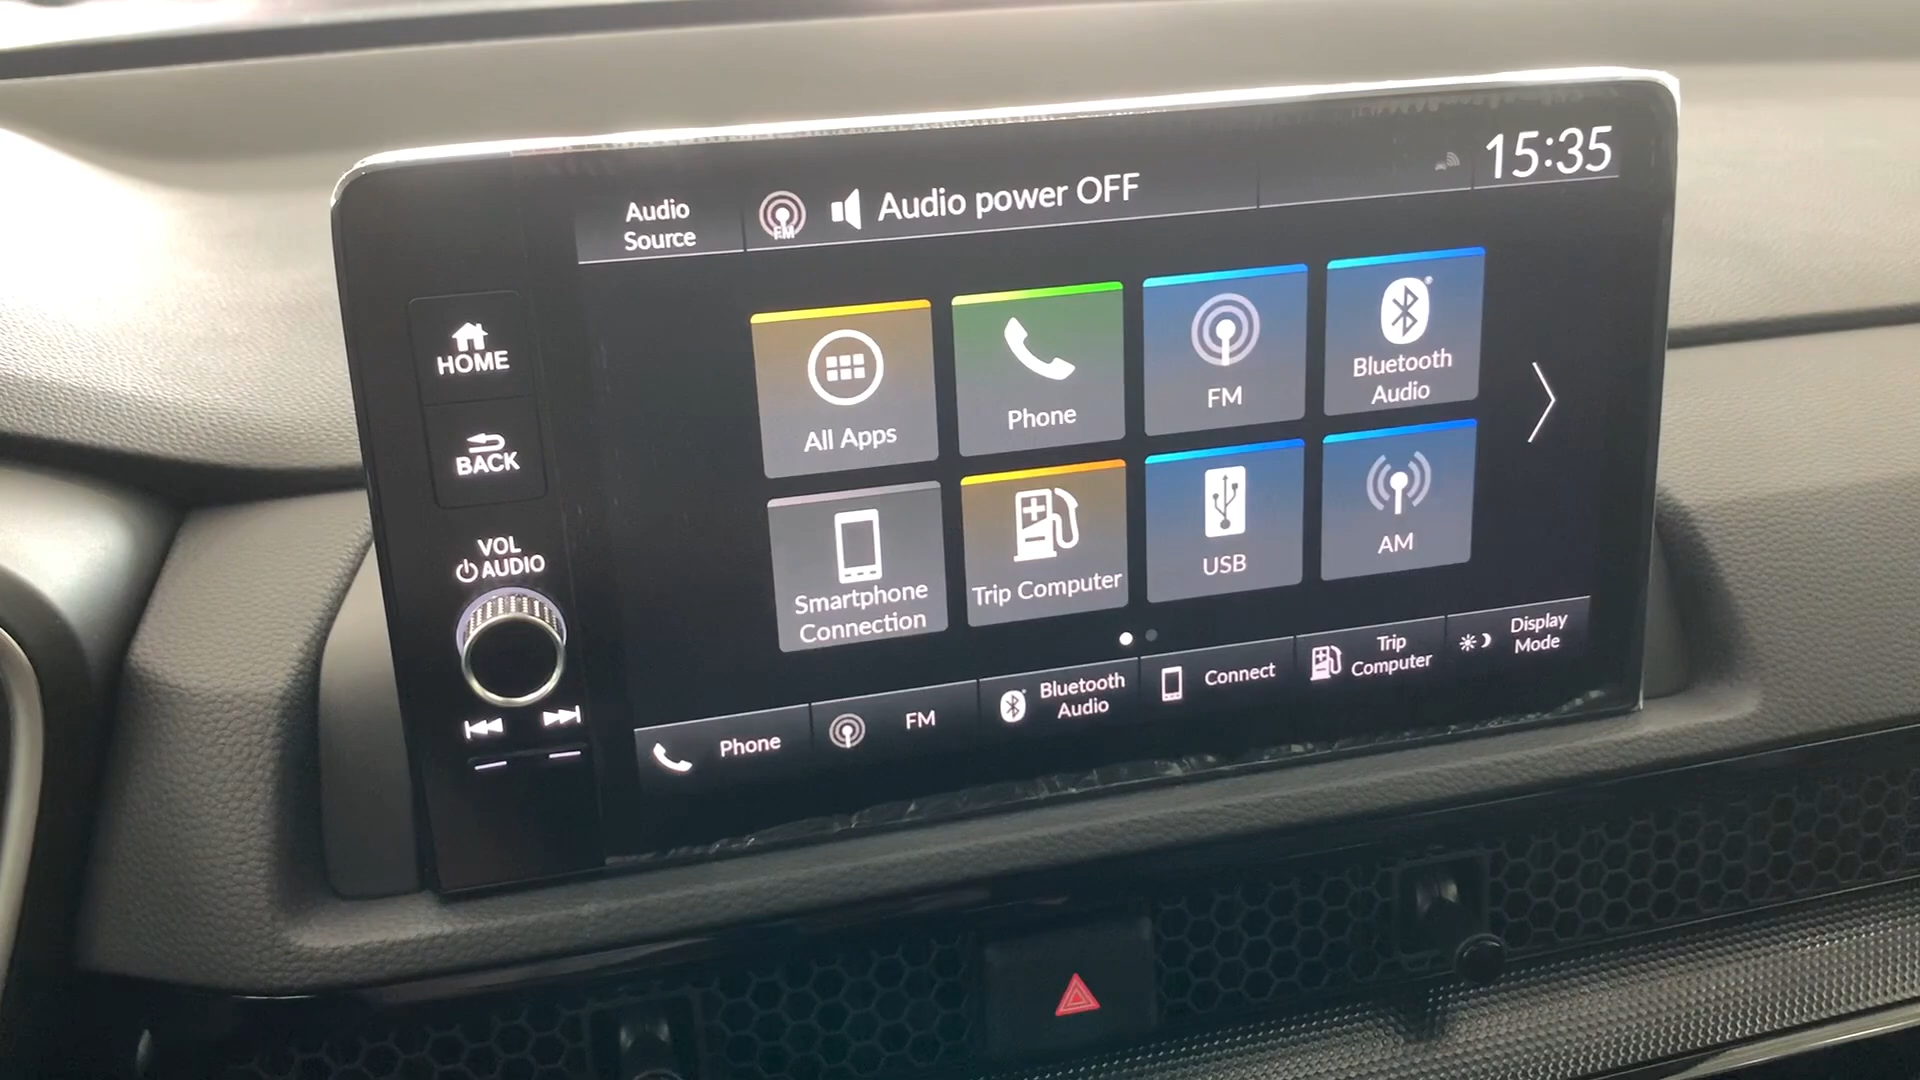 Audio
Source
FM
Audio power OFF
15:35
HOME
BACK
VOL
AUDIO
All Apps
Phone
FM
Bluetooth
Audio
Smartphone
Connection
Trip Computer
USB
AM
Phone
FM
Bluetooth
Audio
Connect
Trip
Computer
Display
Mode